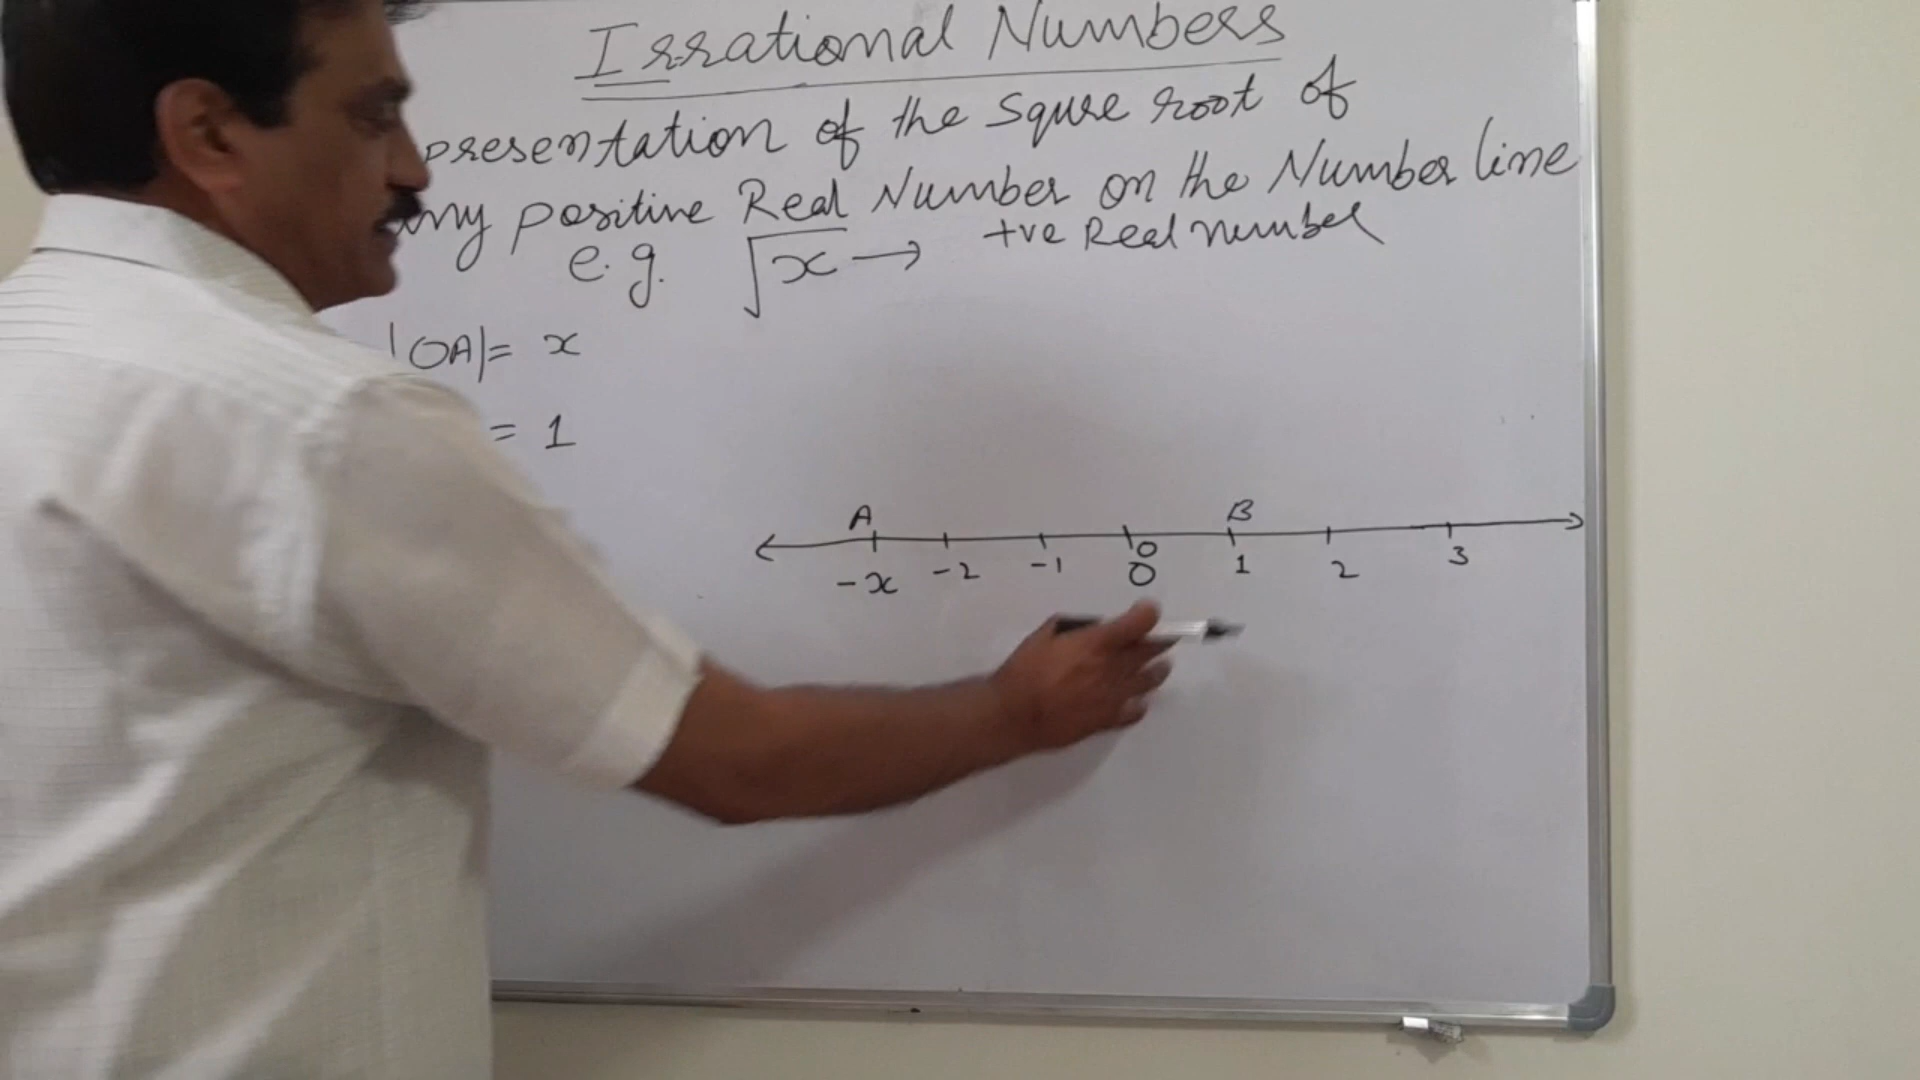 Irrational Numbers
presentation of the Squre root of
any positive Real Number on the Number line
e.g. √x → +ve Real number
|OA| = x
= 1
A B
-x -2 -1 0 1 2 3
O